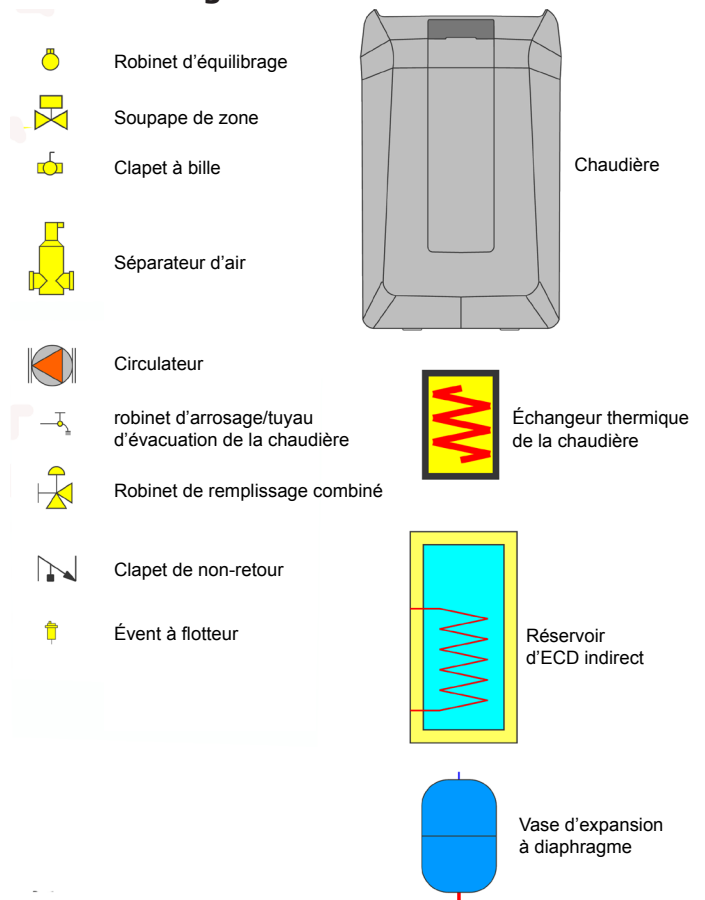 Robinet d'équilibrage
Soupape de zone
Clapet à bille
Séparateur d'air
Circulateur
robinet d'arrosage/tuyau
d'évacuation de la chaudière
Robinet de remplissage combiné
Clapet de non-retour
Évent à flotteur
Chaudière
Échangeur thermique
de la chaudière
Réservoir
d'ECD indirect
Vase d'expansion
à diaphragme